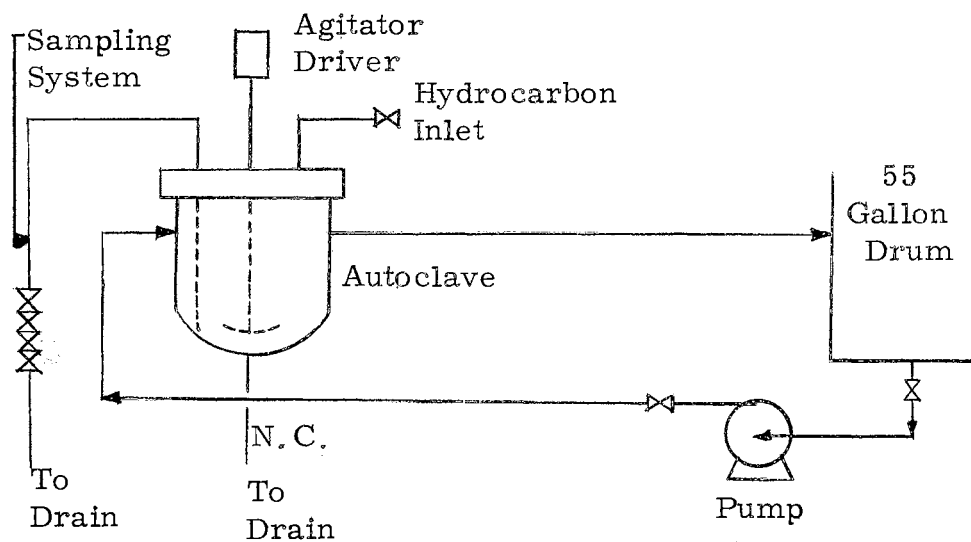 Sampling
System
Agitator
Driver
Hydrocarbon
Inlet
55
Gallon
Drum
Autoclave
N.C.
To
Drain
To
Drain
Pump